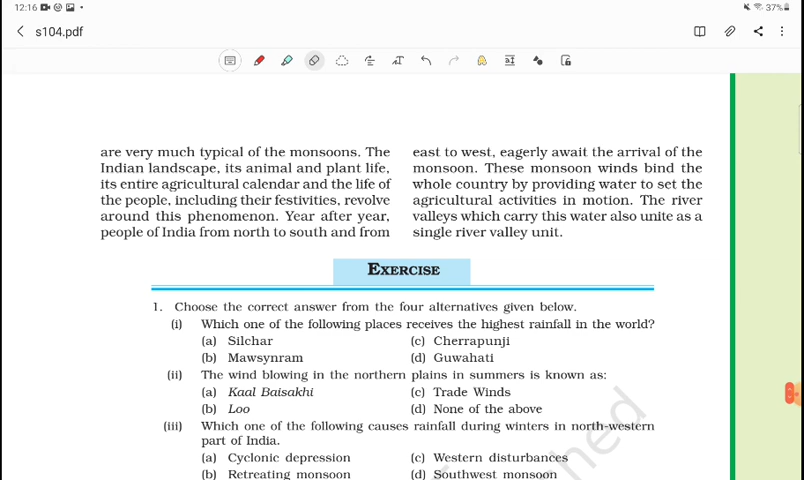 12:16
37%
s104.pdf
are very much typical of the monsoons. The
Indian landscape, its animal and plant life,
its entire agricultural calendar and the life of
the people, including their festivities, revolve
around this phenomenon. Year after year,
people of India from north to south and from
east to west, eagerly await the arrival of the
monsoon. These monsoon winds bind the
whole country by providing water to set the
agricultural activities in motion. The river
valleys which carry this water also unite as a
single river valley unit.
EXERCISE
1. Choose the correct answer from the four alternatives given below.
(i) Which one of the following places receives the highest rainfall in the world?
(a) Silchar (c) Cherrapunji
(b) Mawsynram (d) Guwahati
(ii) The wind blowing in the northern plains in summers is known as:
(a) Kaal Baisakhi (c) Trade Winds
(b) Loo (d) None of the above
(iii) Which one of the following causes rainfall during winters in north-western
part of India.
(a) Cyclonic depression (c) Western disturbances
(b) Retreating monsoon (d) Southwest monsoon